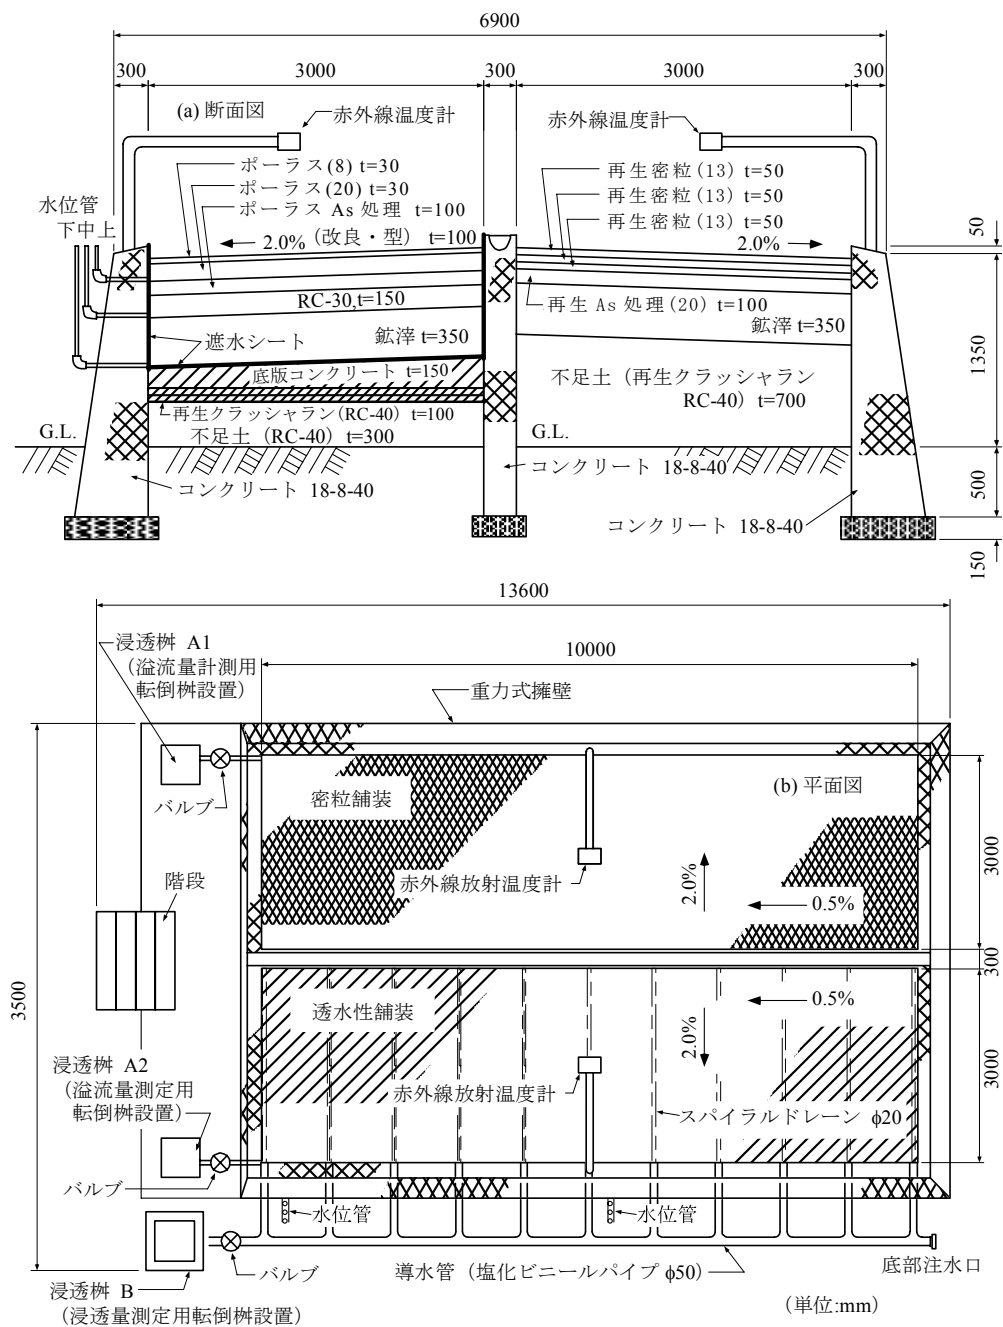 6900
300
3000
300
3000
300
(a) 断面図
赤外線温度計
赤外線温度計
ポーラス(8) t=30
ポーラス(20) t=30
ポーラス As 処理 t=100
2.0% (改良・型) t=100
水位管
下中上
再生密粒(13) t=50
再生密粒(13) t=50
再生密粒(13) t=50
2.0%
50
RC-30,t=150
再生 As 処理(20) t=100
鉱滓 t=350
鉱滓 t=350
遮水シート
1350
底版コンクリート t=150
不足土(再生クラッシャラン
RC-40)t=700
再生クラッシャラン(RC-40) t=100
不足土(RC-40)t=300
G.L.
G.L.
コンクリート 18-8-40
コンクリート 18-8-40
コンクリート 18-8-40
500
150
13600
浸透桝 A1
(溢流量計測用
転倒桝設置)
10000
重力式擁壁
バルブ
密粒舗装
(b) 平面図
赤外線放射温度計
2.0%
0.5%
3000
階段
300
3500
透水性舗装
0.5%
2.0%
3000
浸透桝 A2
(溢流量測定用
転倒桝設置)
赤外線放射温度計
スパイラルドレーン φ20
バルブ
水位管
水位管
バルブ
導水管(塩化ビニールパイプ φ50)
底部注水口
浸透桝 B
(浸透量測定用転倒桝設置)
(単位:mm)